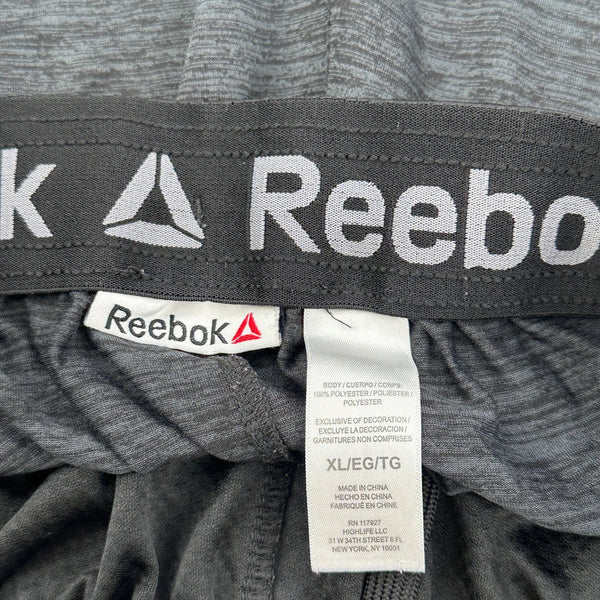 k Reebo
Reebok
BODY / CUERPO / CORPS:
100% POLYESTER / POLIESTER /
POLYESTER
EXCLUSIVE OF DECORATION /
EXCLUYE LA DECORACION /
GARNITURES NON COMPRISES
XL/EG/TG
MADE IN CHINA
HECHO EN CHINA
FABRIQUÉ EN CHINE
RN 117927
HIGHLIFE LLC
31 W 34TH STREET 6 FL
NEW YORK, NY 10001